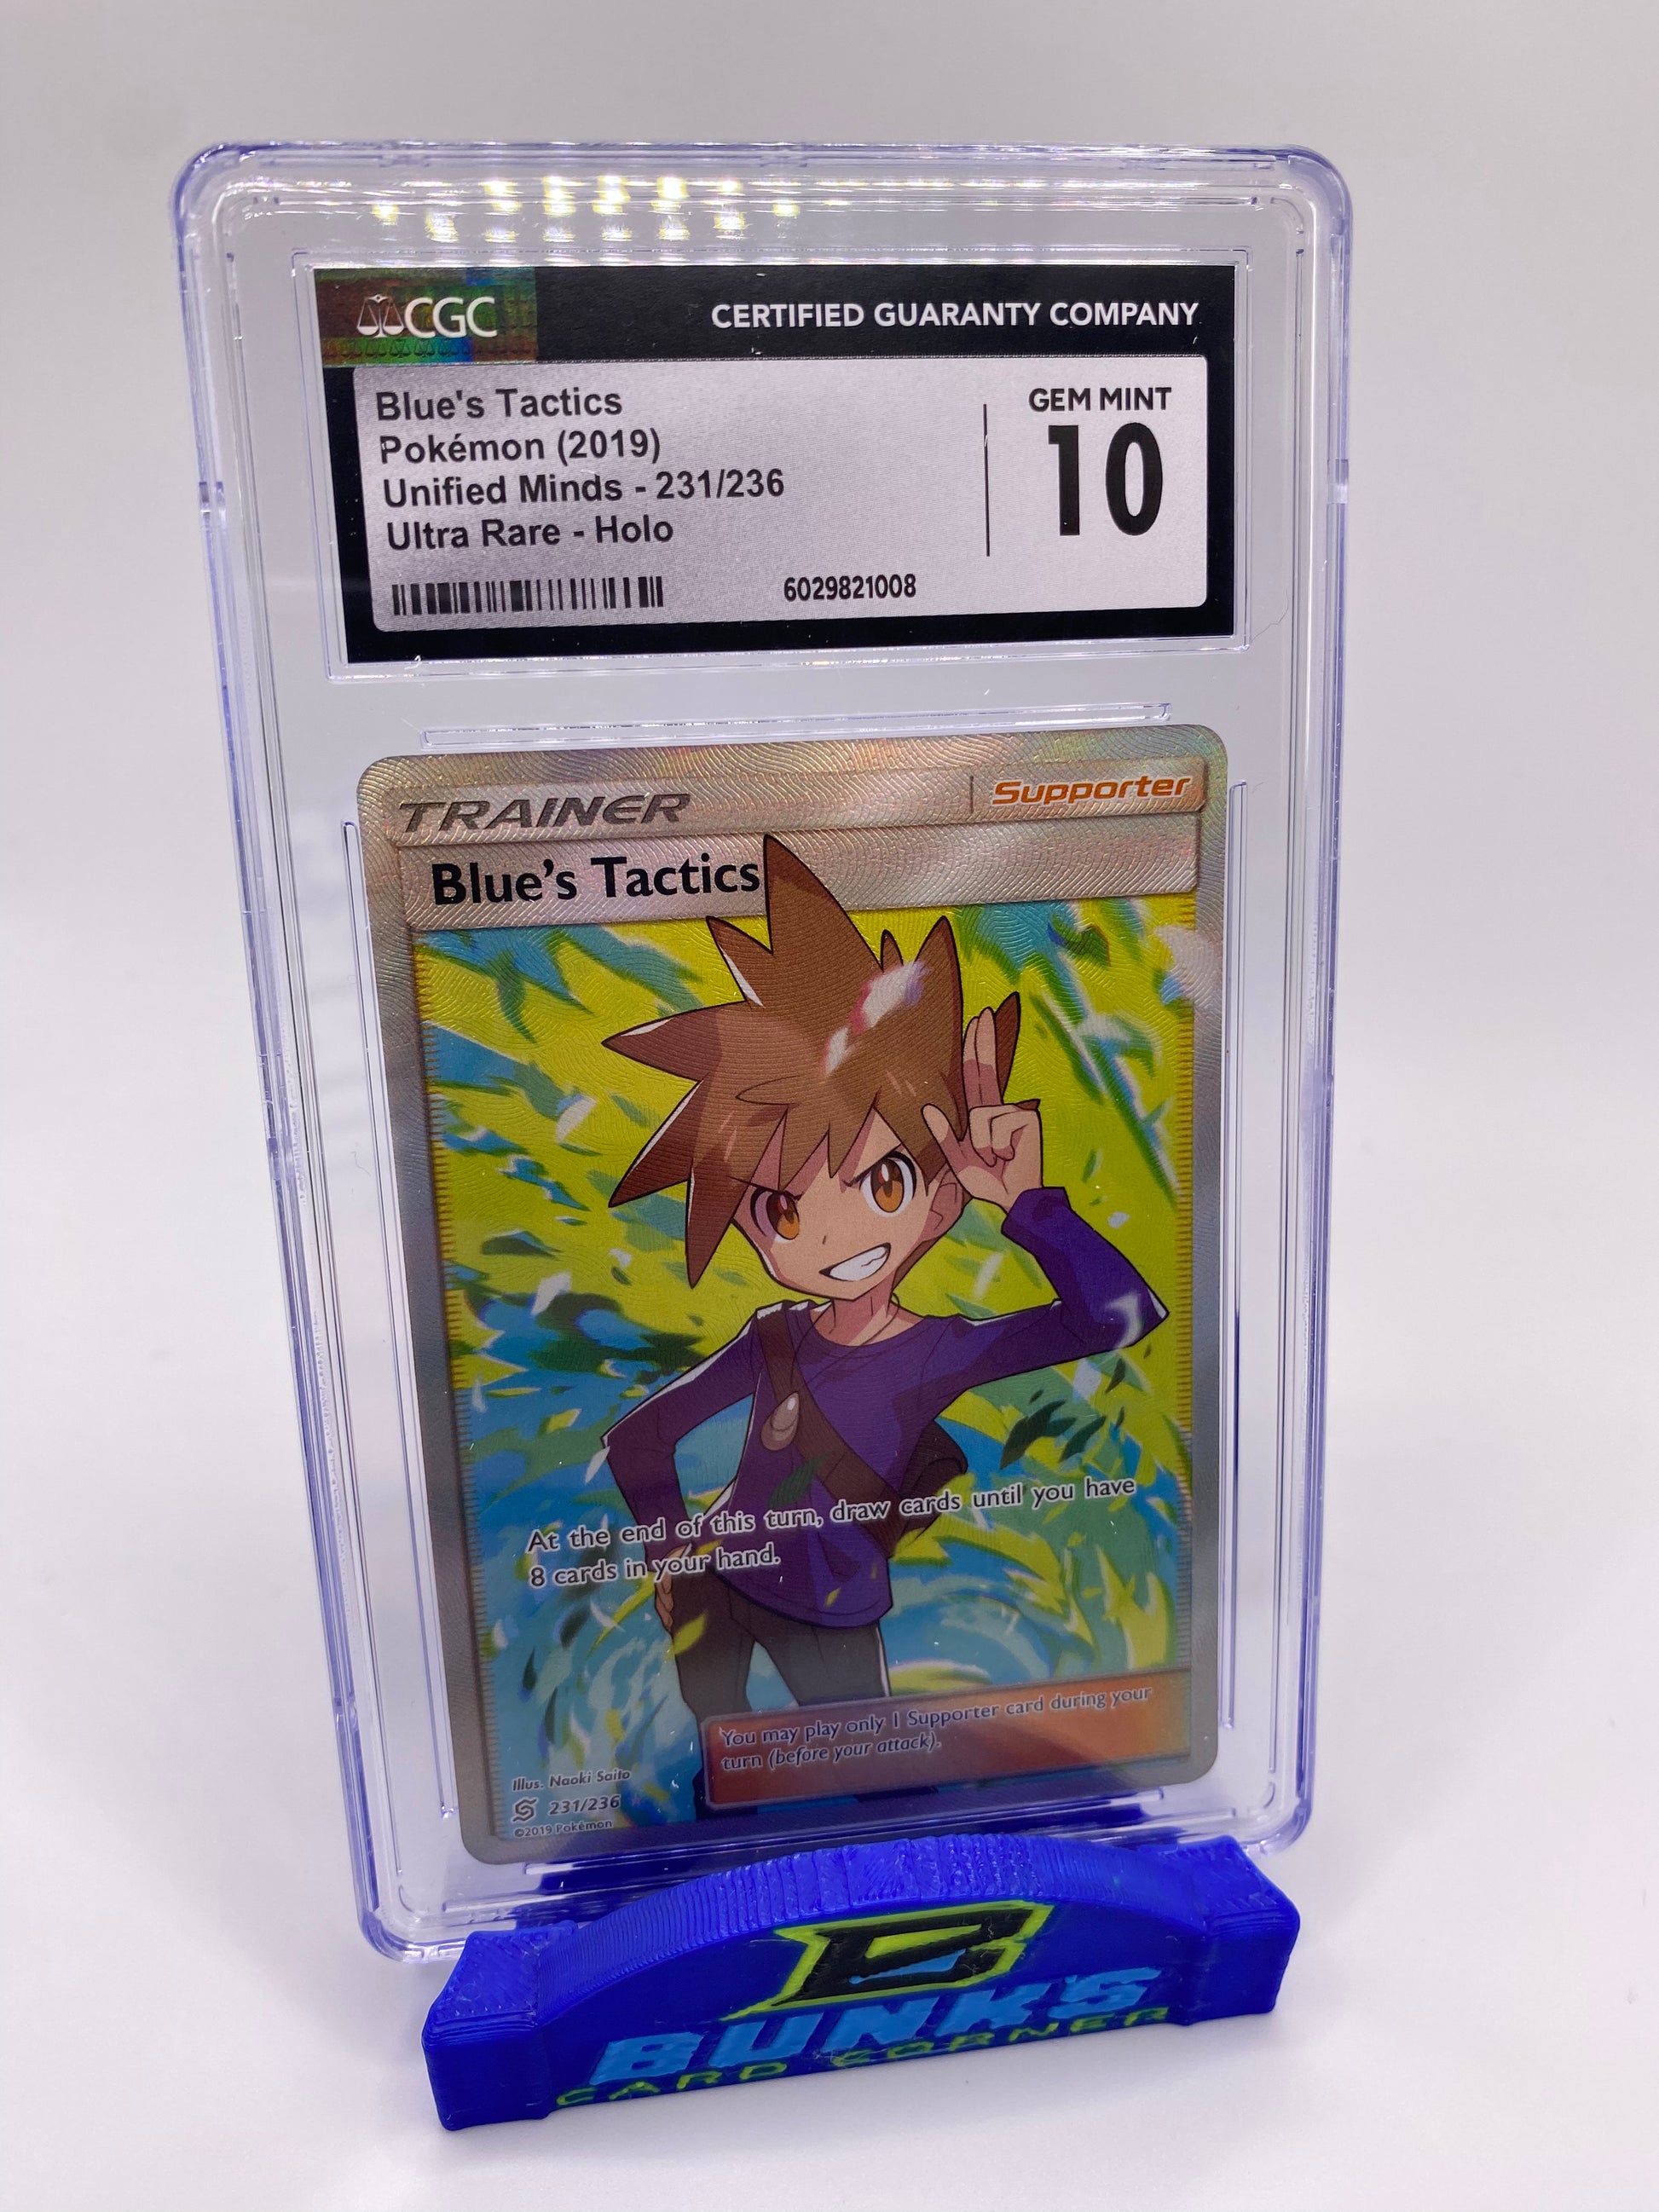 CGC
CERTIFIED GUARANTY COMPANY
Blue's Tactics
Pokémon (2019)
Unified Minds - 231/236
Ultra Rare - Holo
6029821008
GEM MINT
10
TRAINER
Supporter
Blue's Tactics
At the end of this turn, draw cards until you have
8 cards in your hand.
You may play only 1 Supporter card during your
turn (before your attack).
Illus. Naoki Saito
231/236
©2019 Pokémon
B
BUNK'S
CARD CORNER